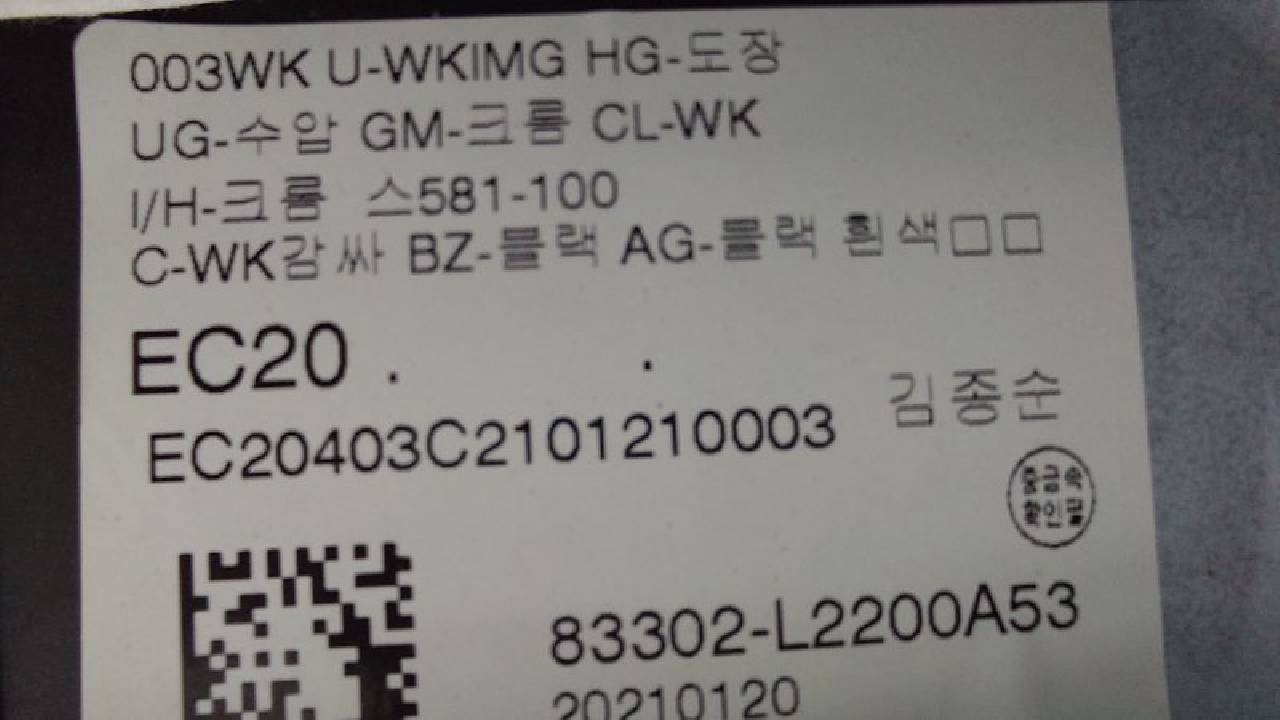 003WK U-WKIMG HG-도장
UG-수압 GM-크롬 CL-WK
I/H-크롬 스581-100
C-WK감싸 BZ-블랙 AG-블랙 흰색□□
EC20 . .
EC20403C2101210003
김종순
중금속
확인필
83302-L2200A53
20210120